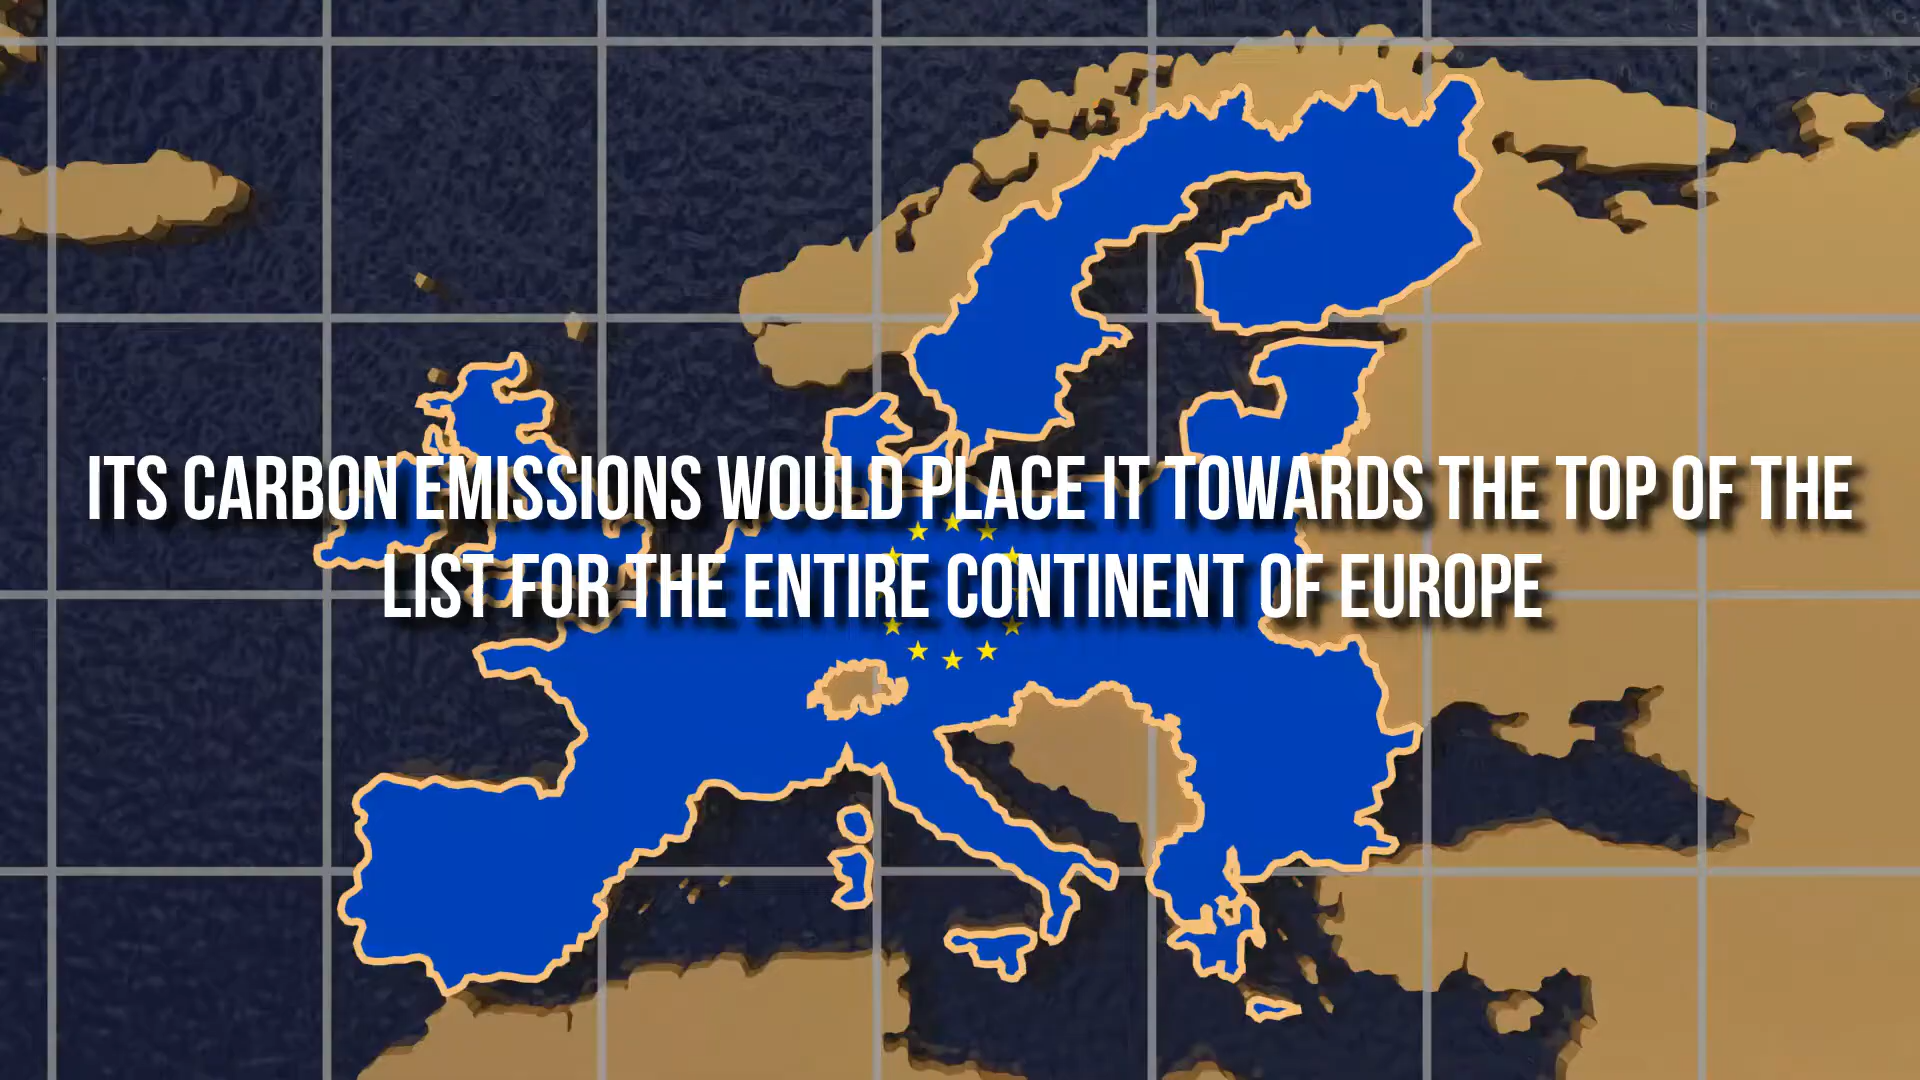 ITS CARBON EMISSIONS WOULD PLACE IT TOWARDS THE TOP OF THE
LIST FOR THE ENTIRE CONTINENT OF EUROPE